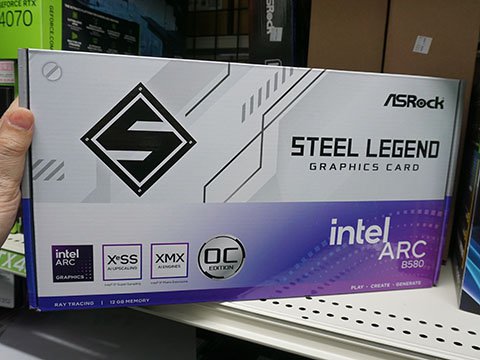 GEFORCE RTX
4070
ASRock
STEEL LEGEND
GRAPHICS CARD
intel
ARC
GRAPHICS
XeSS
AI UPSCALING
XMX
AI ENGINES
OC
EDITION
intel
ARC
B580
RAY TRACING | 12 GB MEMORY
PLAY · CREATE · GENERATE